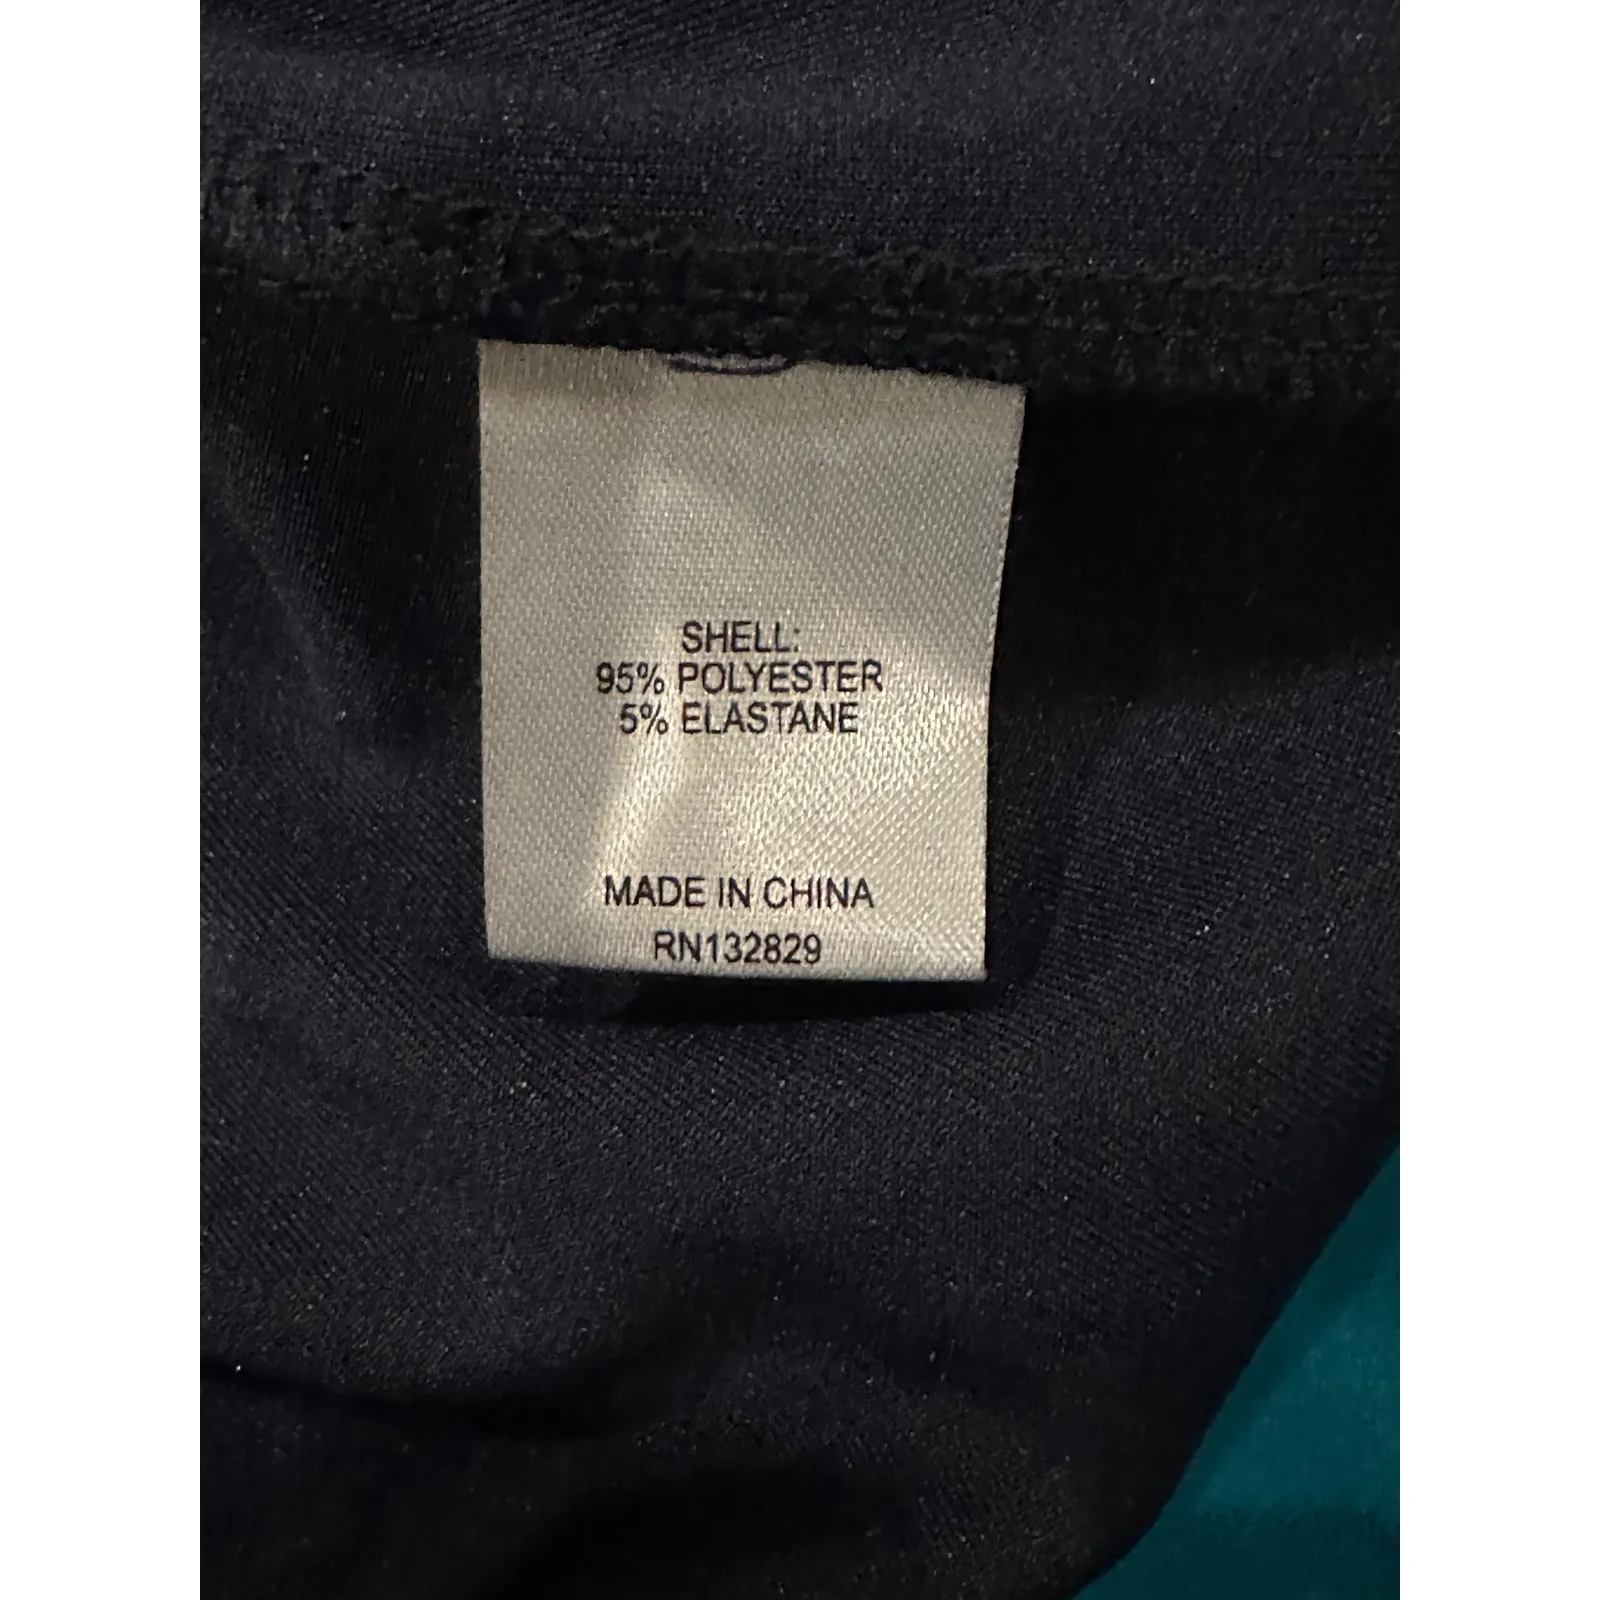 SHELL:
95% POLYESTER
5% ELASTANE
MADE IN CHINA
RN132829